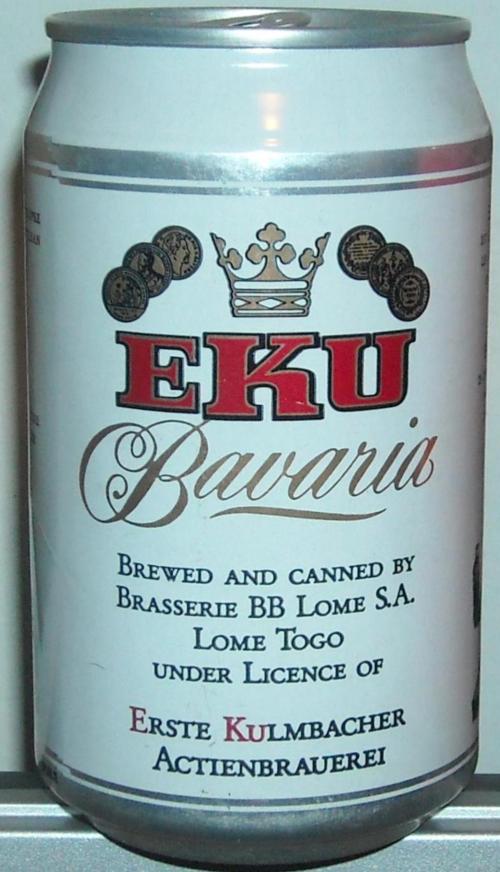 EKU
Bavaria
BREWED AND CANNED BY
BRASSERIE BB LOME S.A.
LOME TOGO
UNDER LICENCE OF
ERSTE KULMBACHER
ACTIENBRAUEREI